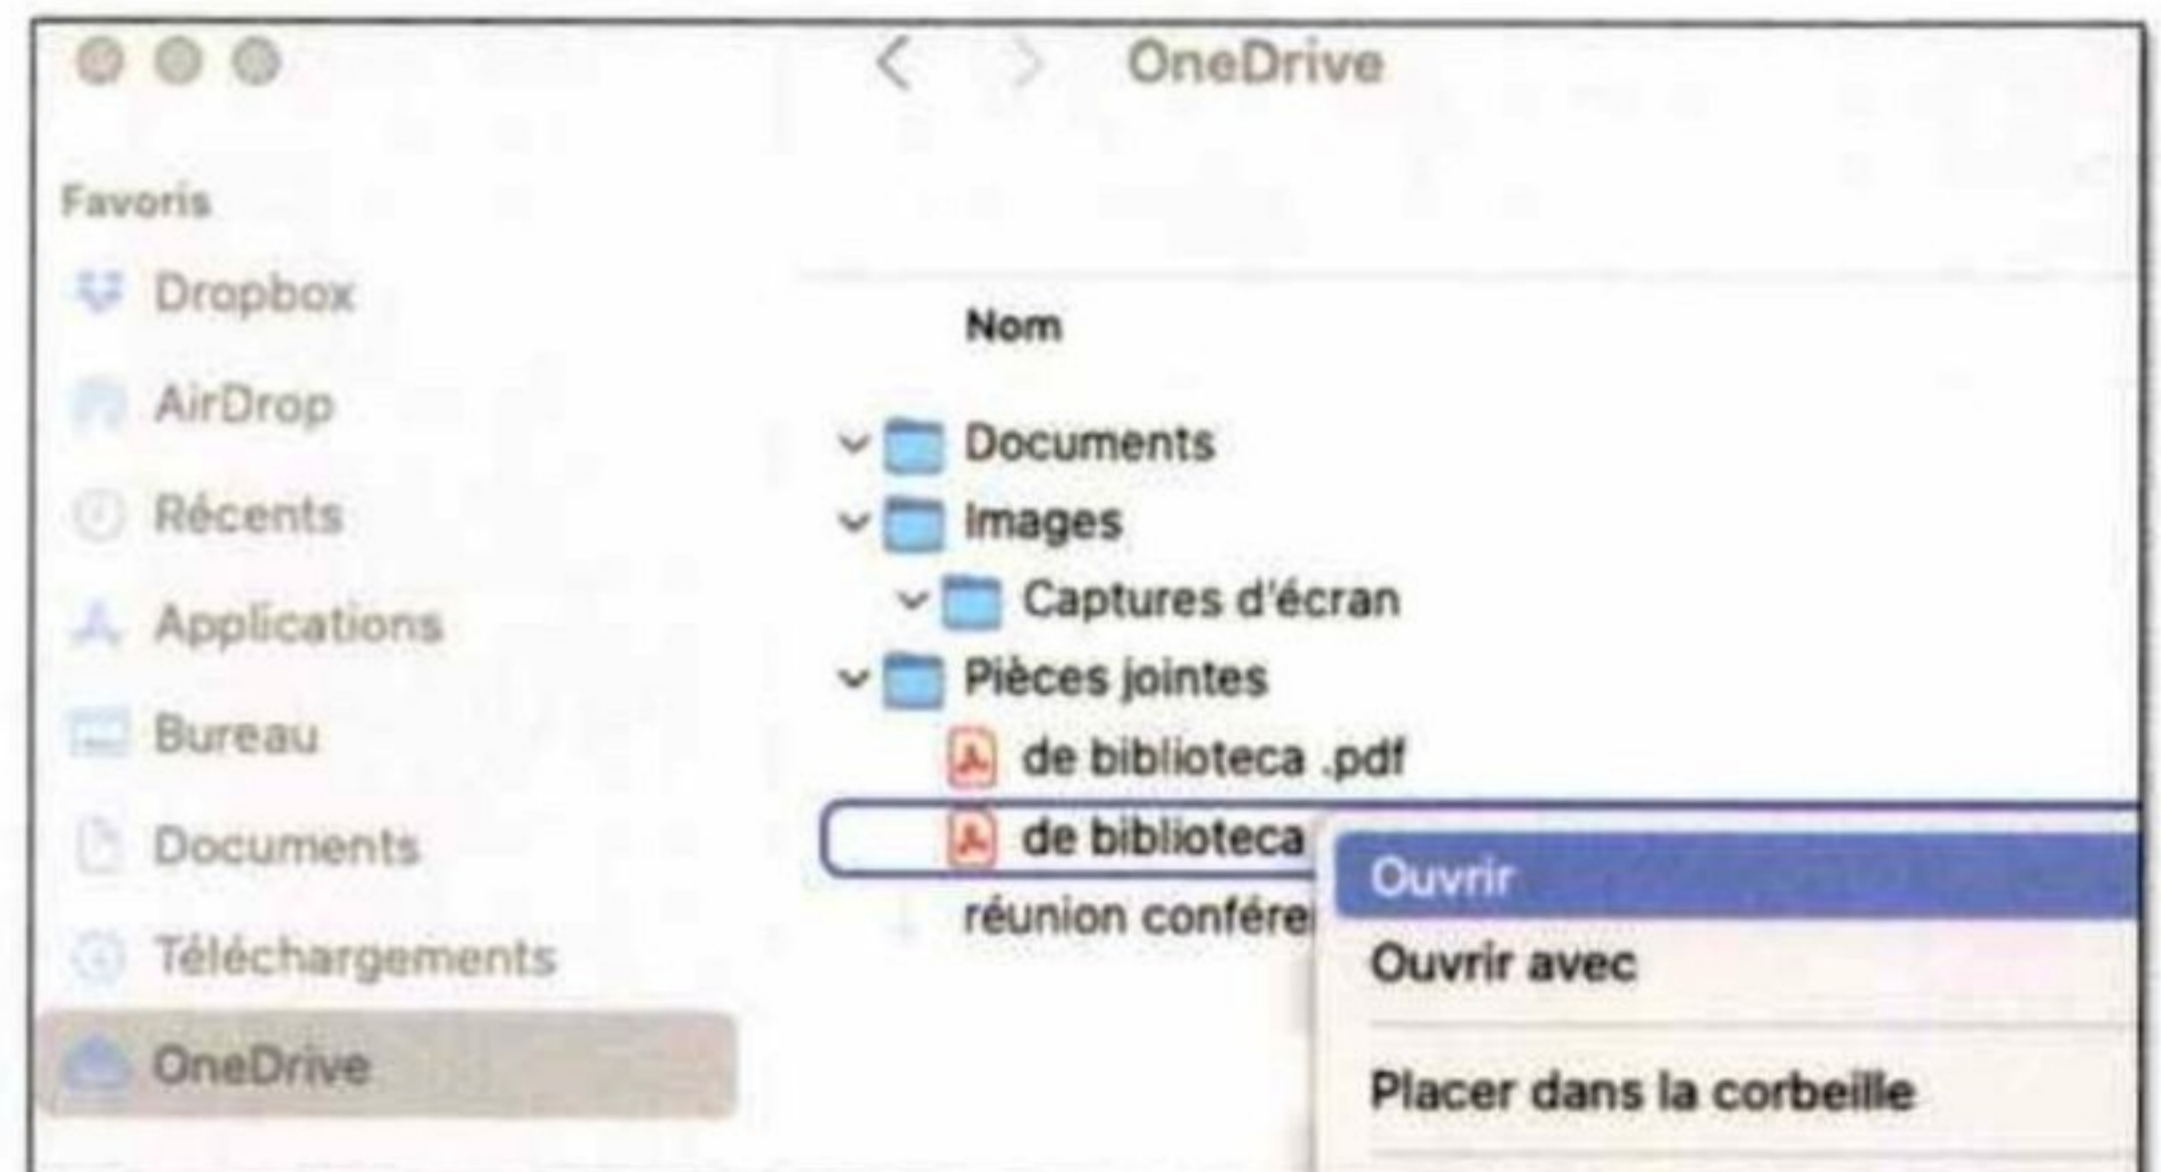 OneDrive
Favoris
Dropbox
AirDrop
Récents
Applications
Bureau
Documents
Téléchargements
OneDrive
Nom
Documents
Images
Captures d'écran
Pièces jointes
de biblioteca .pdf
de biblioteca
réunion confére
Ouvrir
Ouvrir avec
Placer dans la corbeille